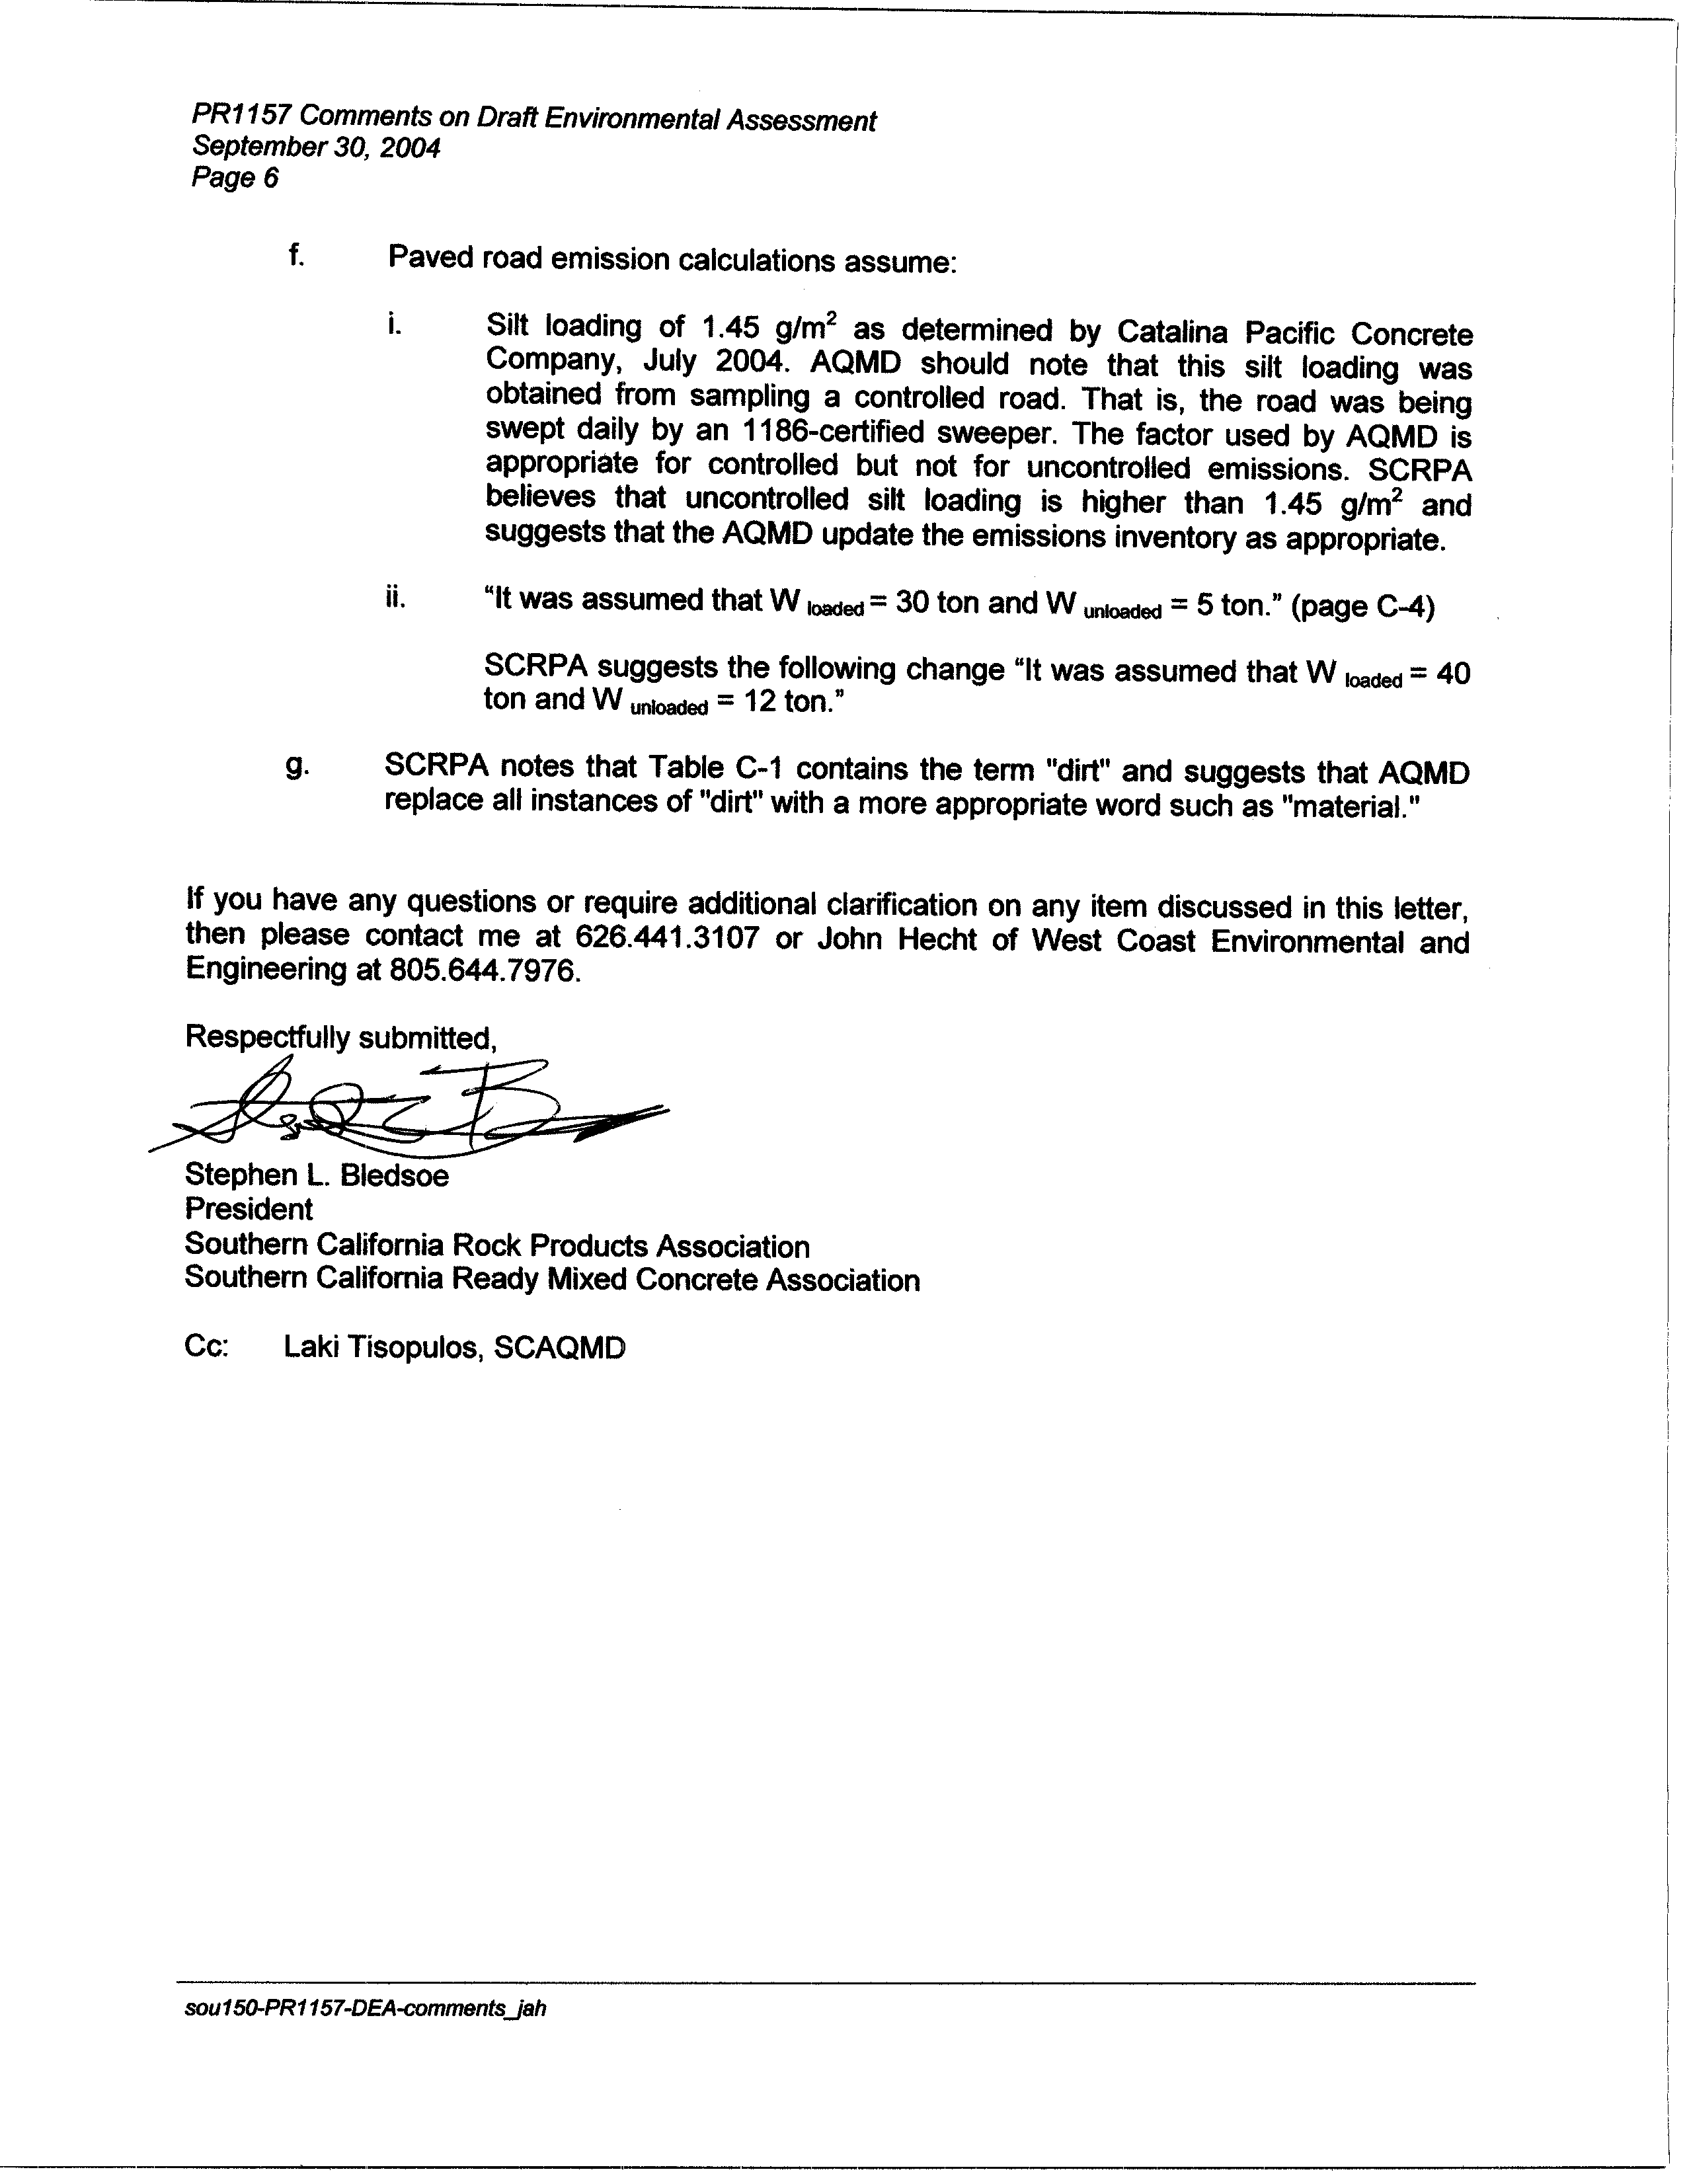 PR1157 Comments on Draft Environmental Assessment
September 30, 2004
Page 6
f. Paved road emission calculations assume:
i. Silt loading of 1.45 g/m² as determined by Catalina Pacific Concrete
Company, July 2004. AQMD should note that this silt loading was
obtained from sampling a controlled road. That is, the road was being
swept daily by an 1186-certified sweeper. The factor used by AQMD is
appropriate for controlled but not for uncontrolled emissions. SCRPA
believes that uncontrolled silt loading is higher than 1.45 g/m² and
suggests that the AQMD update the emissions inventory as appropriate.
ii. “It was assumed that W loaded = 30 ton and W unloaded = 5 ton.” (page C-4)
SCRPA suggests the following change “It was assumed that W loaded = 40
ton and W unloaded = 12 ton.”
g. SCRPA notes that Table C-1 contains the term "dirt" and suggests that AQMD
replace all instances of "dirt" with a more appropriate word such as "material."
If you have any questions or require additional clarification on any item discussed in this letter,
then please contact me at 626.441.3107 or John Hecht of West Coast Environmental and
Engineering at 805.644.7976.
Respectfully submitted,
Stephen L. Bledsoe
President
Southern California Rock Products Association
Southern California Ready Mixed Concrete Association
Cc: Laki Tisopulos, SCAQMD
sou150-PR1157-DEA-comments_jah